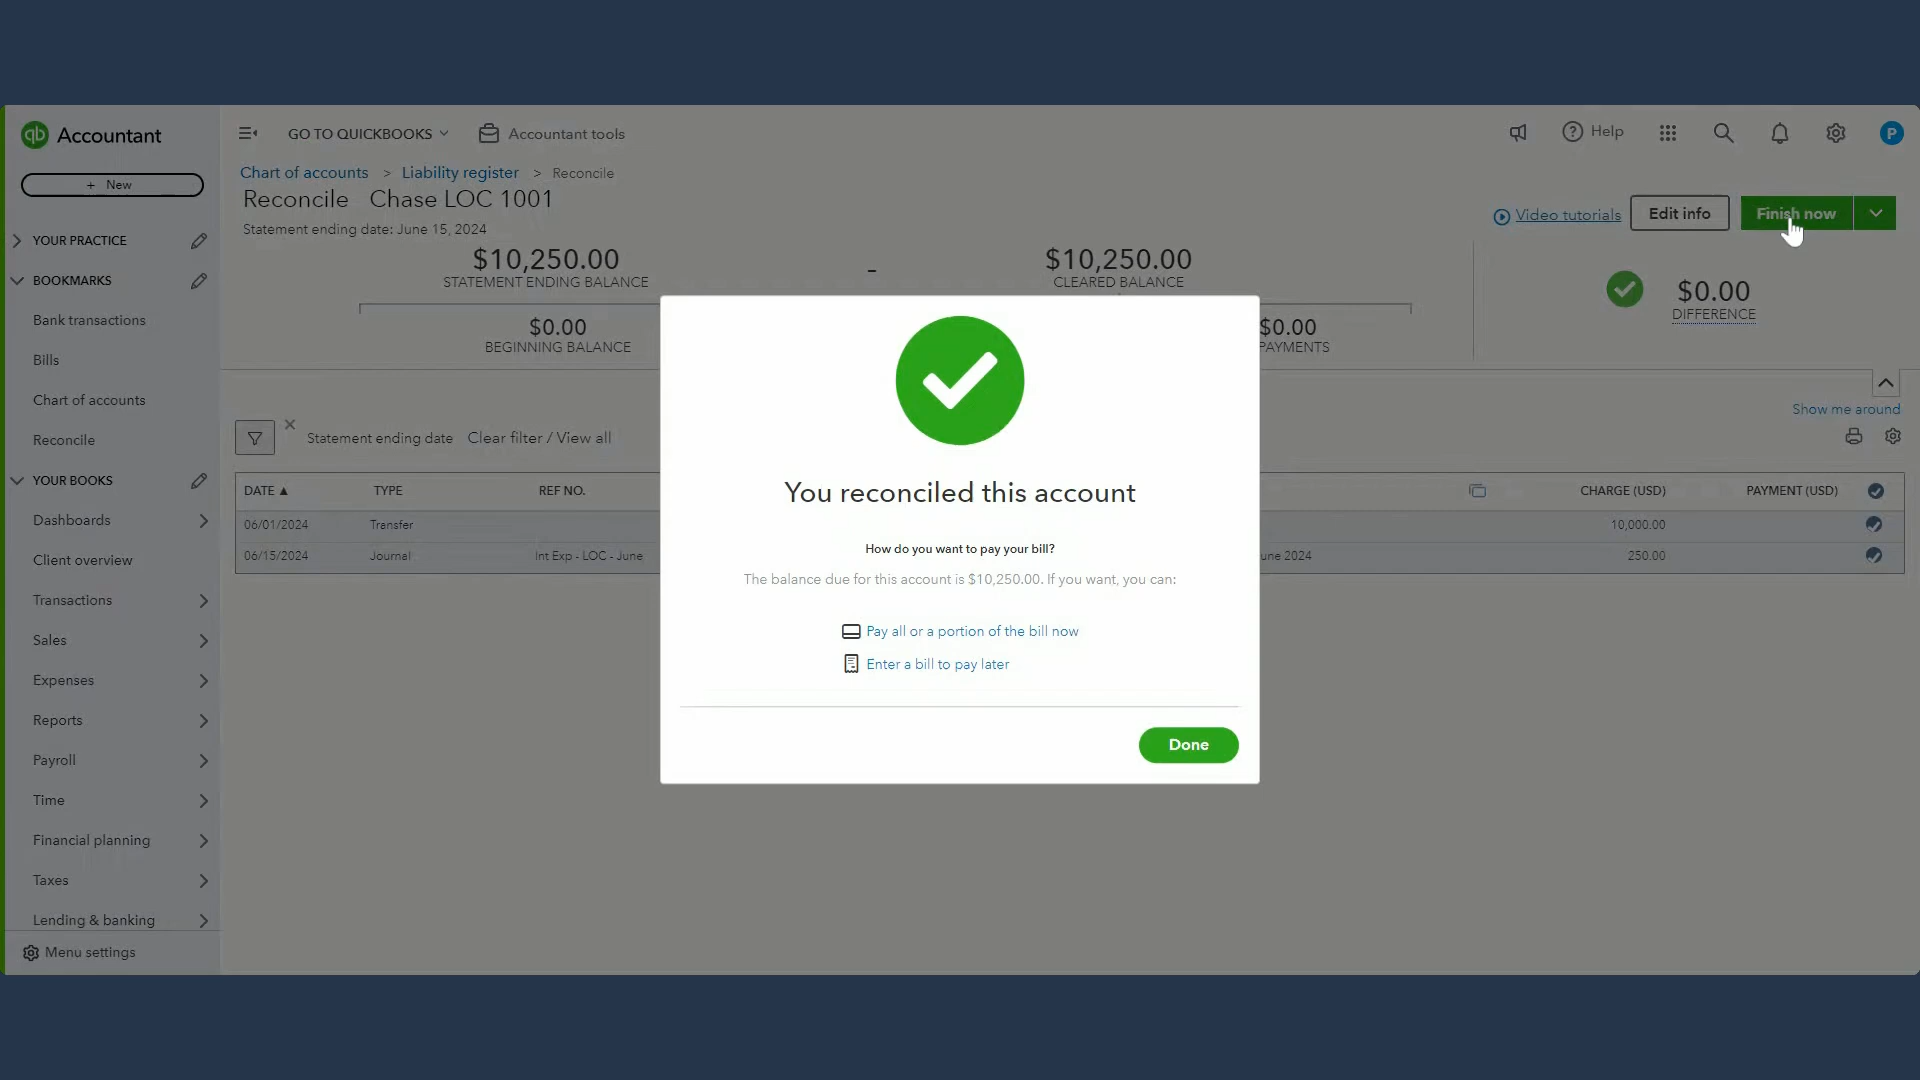 qb Accountant
+ New
YOUR PRACTICE
BOOKMARKS
Bank transactions
Bills
Chart of accounts
Reconcile
YOUR BOOKS
Dashboards
Client overview
Transactions
Sales
Expenses
Reports
Payroll
Time
Financial planning
Taxes
Lending & banking
Menu settings
GO TO QUICKBOOKS Accountant tools
? Help P
Chart of accounts > Liability register > Reconcile
Reconcile Chase LOC 1001
Statement ending date: June 15, 2024
Video tutorials Edit info Finish now
$10,250.00 - $10,250.00
STATEMENT ENDING BALANCE CLEARED BALANCE
$0.00
DIFFERENCE
$0.00 $0.00
BEGINNING BALANCE PAYMENTS
Show me around
Statement ending date Clear filter / View all
DATE ▲ TYPE REF NO. CHARGE (USD) PAYMENT (USD)
06/01/2024 Transfer 10,000.00
06/15/2024 Journal Int Exp - LOC - June une 2024 250.00
You reconciled this account
How do you want to pay your bill?
The balance due for this account is $10,250.00. If you want, you can:
Pay all or a portion of the bill now
Enter a bill to pay later
Done